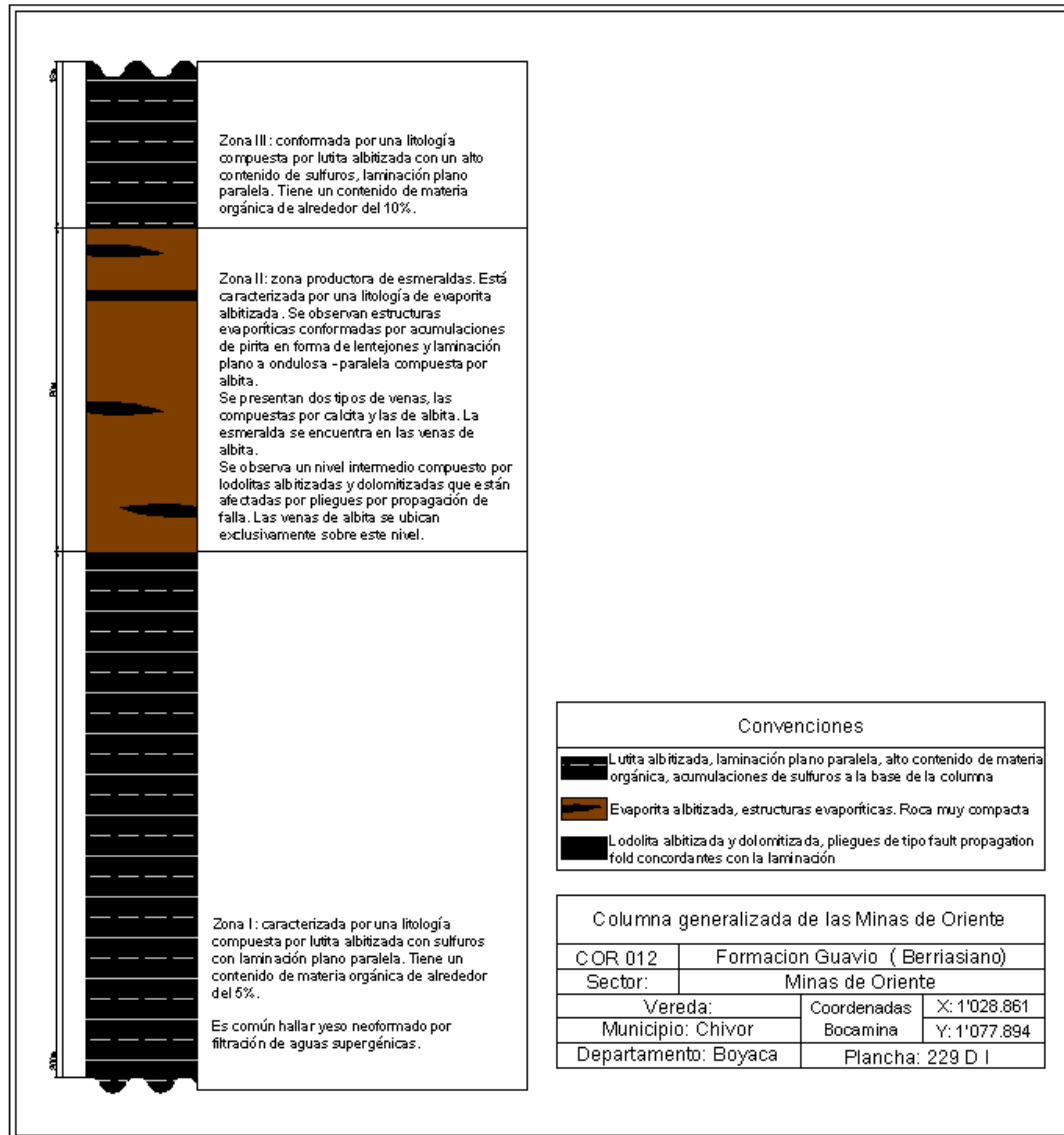 Zona III: conformada por una litología
compuesta por lutita albitizada con un alto
contenido de sulfuros, laminación plano
paralela. Tiene un contenido de materia
orgánica de alrededor del 10%.
Zona II: zona productora de esmeraldas. Está
caracterizada por una litología de evaporita
albitizada. Se observan estructuras
evaporíticas conformadas por acumulaciones
de pirita en forma de lentejones y laminación
plano a ondulosa - paralela compuesta por
albita.
Se presentan dos tipos de venas, las
compuestas por calcita y las de albita. La
esmeralda se encuentra en las venas de
albita.
Se observa un nivel intermedio compuesto por
lodolitas albitizadas y dolomitizadas que están
afectadas por pliegues por propagación de
falla. Las venas de albita se ubican
exclusivamente sobre este nivel.
Zona I: caracterizada por una litología
compuesta por lutita albitizada con sulfuros
con laminación plano paralela. Tiene un
contenido de materia orgánica de alrededor
del 5%.
Es común hallar yeso neoformado por
filtración de aguas supergénicas.
Convenciones
Lutita albitizada, laminación plano paralela, alto contenido de materia
orgánica, acumulaciones de sulfuros a la base de la columna
Evaporita albitizada, estructuras evaporíticas. Roca muy compacta
Lodolita albitizada y dolomitizada, pliegues de tipo fault propagation
fold concordantes con la laminación
Columna generalizada de las Minas de Oriente
COR 012 Formacion Guavio ( Berriasiano)
Sector: Minas de Oriente
Vereda: Coordenadas X: 1'028.861
Municipio: Chivor Bocamina Y: 1'077.894
Departamento: Boyaca Plancha: 229 D I